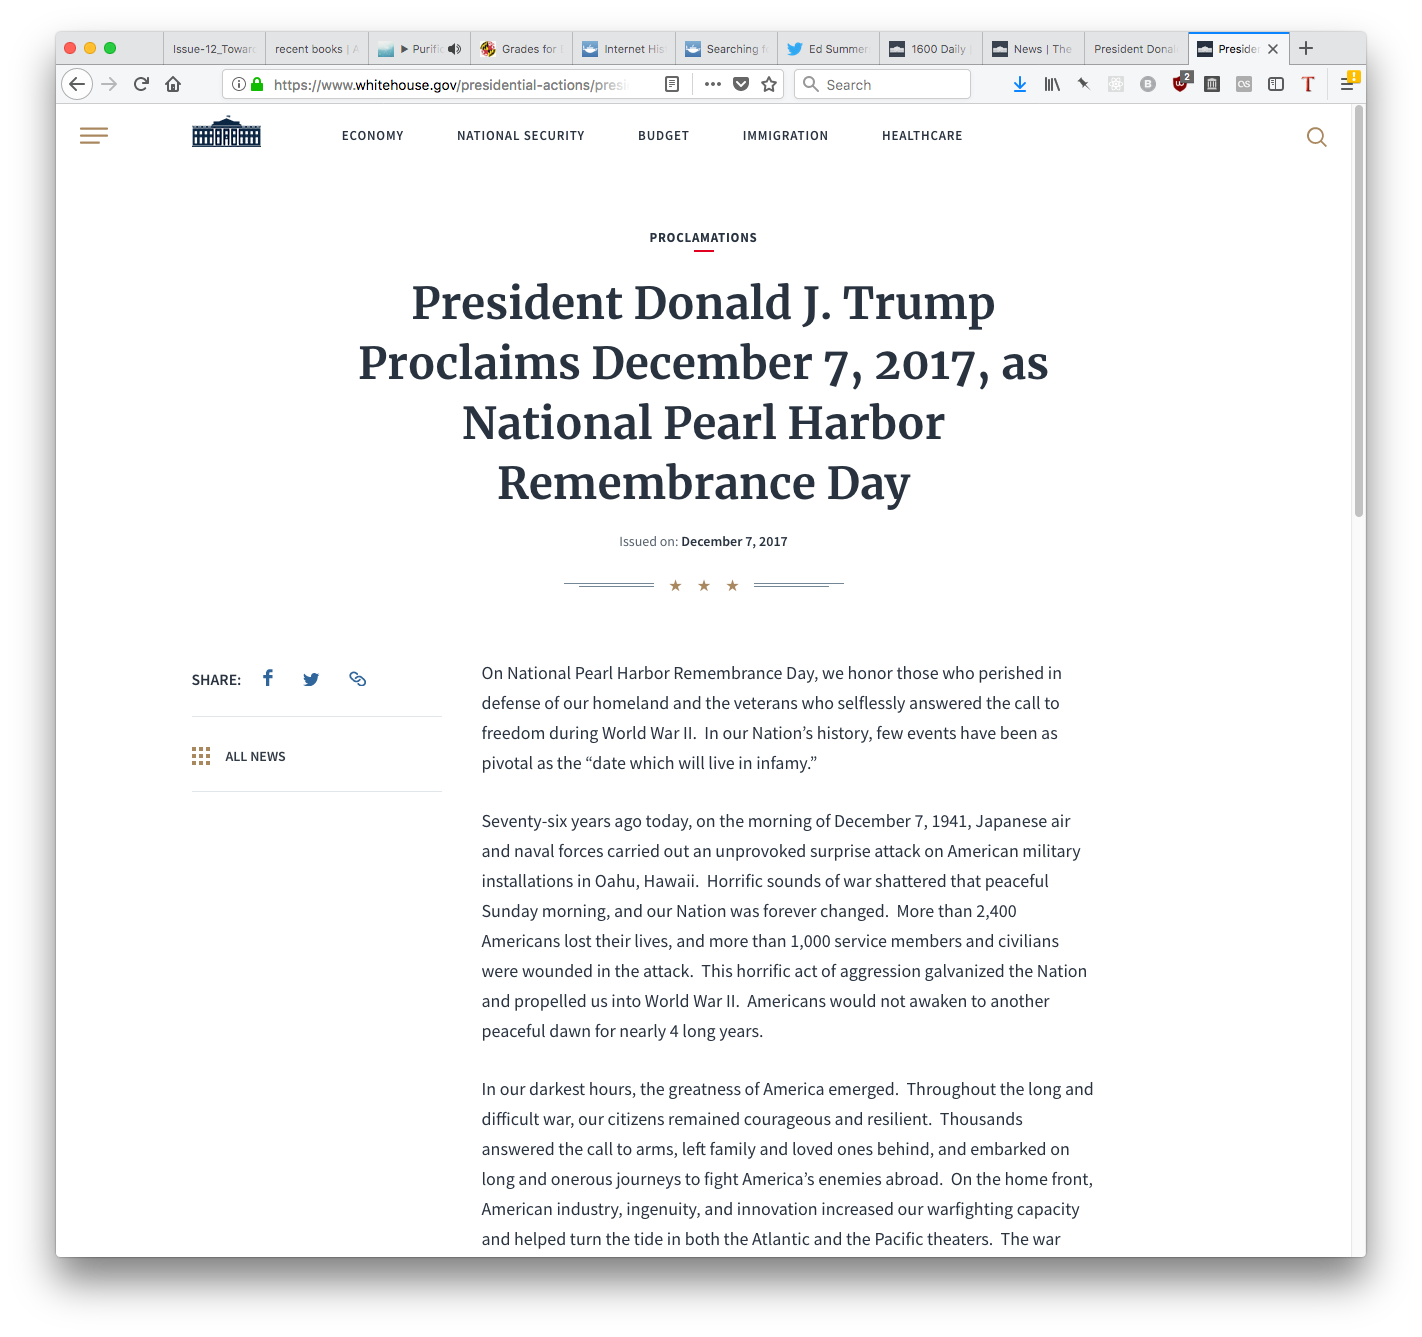 Issue-12_Towar
recent books | A
Purific
Grades for
Internet His
Searching f
Ed Summer
1600 Daily
News | The
President Donal
Presider
https://www.whitehouse.gov/presidential-actions/presi
Search
2
ECONOMY
NATIONAL SECURITY
BUDGET
IMMIGRATION
HEALTHCARE
PROCLAMATIONS
President Donald J. Trump
Proclaims December 7, 2017, as
National Pearl Harbor
Remembrance Day
Issued on: December 7, 2017
SHARE:
ALL NEWS
On National Pearl Harbor Remembrance Day, we honor those who perished in
defense of our homeland and the veterans who selflessly answered the call to
freedom during World War II.  In our Nation’s history, few events have been as
pivotal as the “date which will live in infamy.”
Seventy-six years ago today, on the morning of December 7, 1941, Japanese air
and naval forces carried out an unprovoked surprise attack on American military
installations in Oahu, Hawaii.  Horrific sounds of war shattered that peaceful
Sunday morning, and our Nation was forever changed.  More than 2,400
Americans lost their lives, and more than 1,000 service members and civilians
were wounded in the attack.  This horrific act of aggression galvanized the Nation
and propelled us into World War II.  Americans would not awaken to another
peaceful dawn for nearly 4 long years.
In our darkest hours, the greatness of America emerged.  Throughout the long and
difficult war, our citizens remained courageous and resilient.  Thousands
answered the call to arms, left family and loved ones behind, and embarked on
long and onerous journeys to fight America’s enemies abroad.  On the home front,
American industry, ingenuity, and innovation increased our warfighting capacity
and helped turn the tide in both the Atlantic and the Pacific theaters.  The war